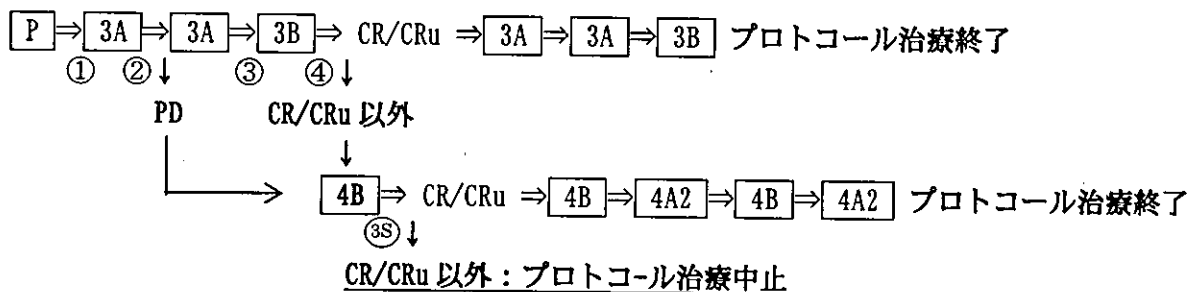 P ⇒ 3A ⇒ 3A ⇒ 3B ⇒ CR/CRu ⇒ 3A ⇒ 3A ⇒ 3B プロトコール治療終了
① ② ↓ ③ ④ ↓
PD CR/CRu 以外
↓
4B ⇒ CR/CRu ⇒ 4B ⇒ 4A2 ⇒ 4B ⇒ 4A2 プロトコール治療終了
3S ↓
CR/CRu 以外：プロトコール治療中止